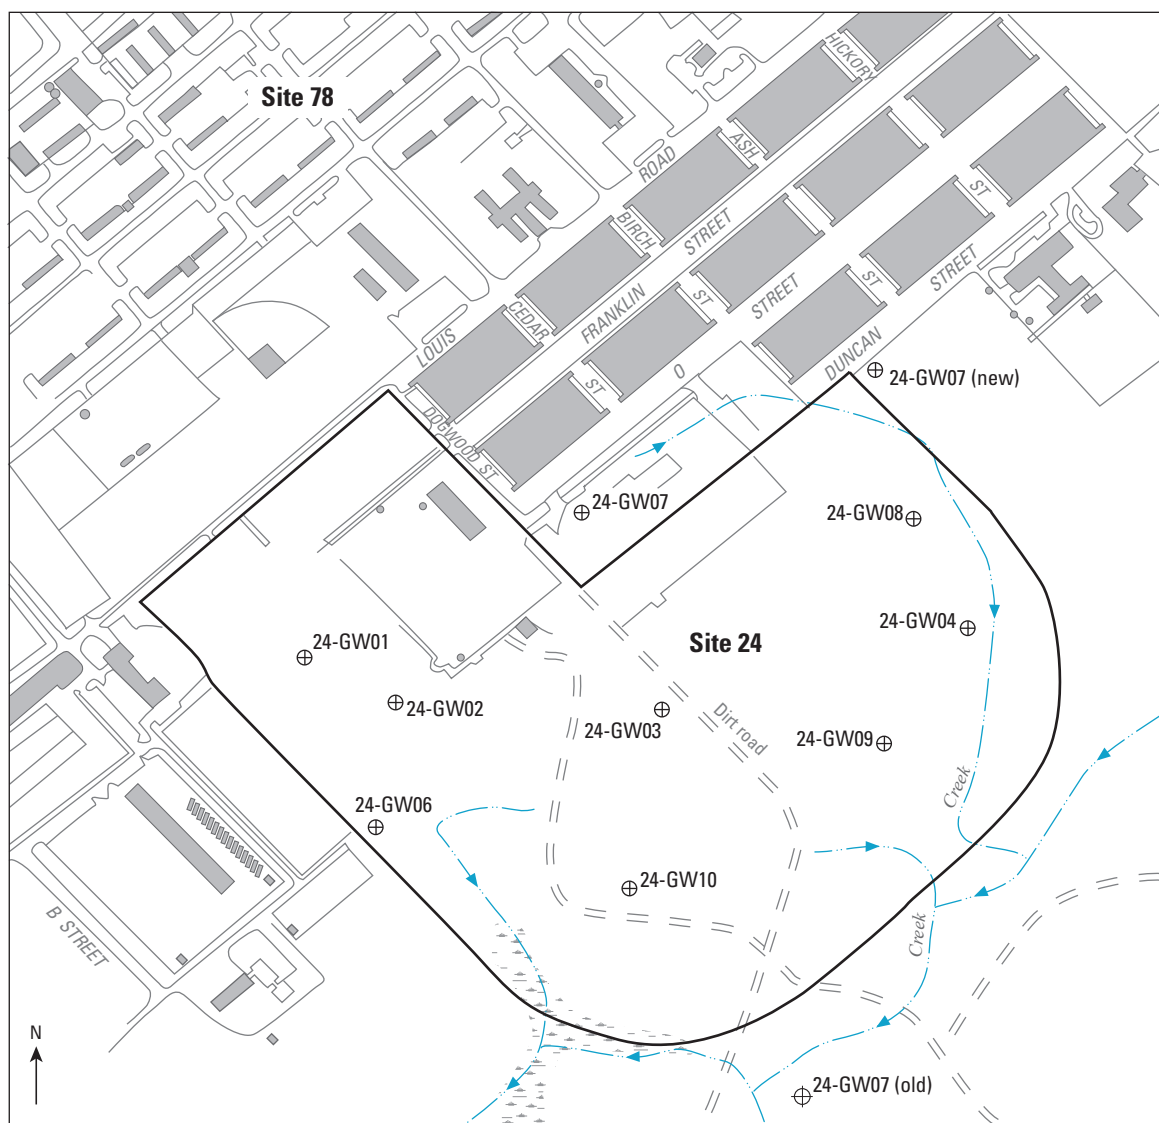 HICKORY
Site 78
ASH
ROAD
ST
BIRCH
STREET
STREET
FRANKLIN
ST
ST
STREET
CEDAR
LOUIS
DUNCAN
O
24-GW07 (new)
ST
DOGWOOD ST
24-GW07
24-GW08
24-GW04
24-GW01
Site 24
24-GW02
24-GW03
Dirt road
24-GW09
Creek
24-GW06
24-GW10
B STREET
Creek
N
24-GW07 (old)